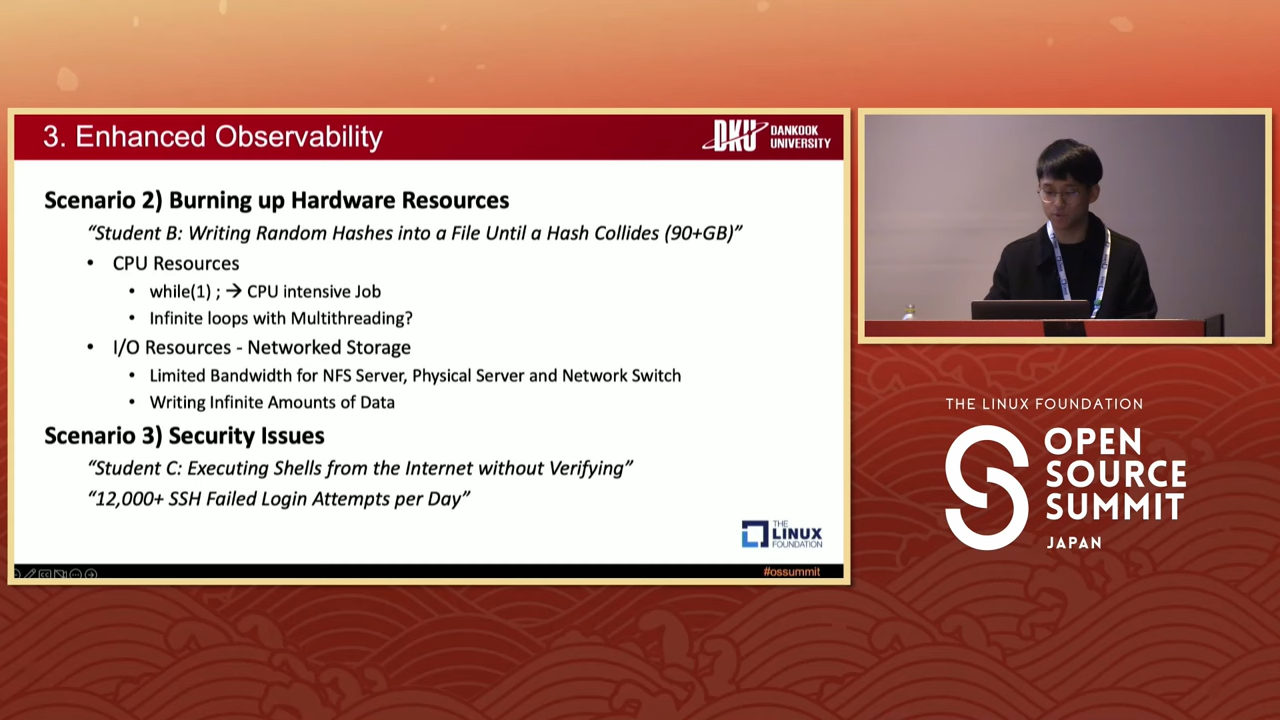 3. Enhanced Observability
DKU DANKOOK UNIVERSITY
Scenario 2) Burning up Hardware Resources
“Student B: Writing Random Hashes into a File Until a Hash Collides (90+GB)”
• CPU Resources
• while(1) ; → CPU intensive Job
• Infinite loops with Multithreading?
• I/O Resources - Networked Storage
• Limited Bandwidth for NFS Server, Physical Server and Network Switch
• Writing Infinite Amounts of Data
Scenario 3) Security Issues
“Student C: Executing Shells from the Internet without Verifying”
“12,000+ SSH Failed Login Attempts per Day”
THE
LINUX
FOUNDATION
#ossummit
THE LINUX FOUNDATION
OPEN
SOURCE
SUMMIT
JAPAN